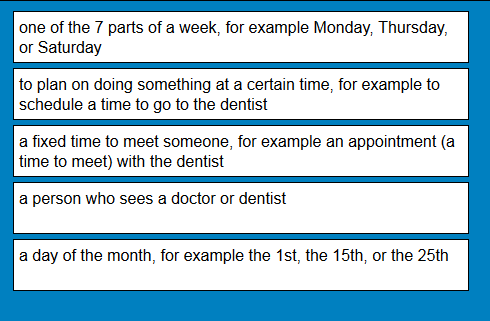 one of the 7 parts of a week, for example Monday, Thursday,
or Saturday
to plan on doing something at a certain time, for example to
schedule a time to go to the dentist
a fixed time to meet someone, for example an appointment (a
time to meet) with the dentist
a person who sees a doctor or dentist
a day of the month, for example the 1st, the 15th, or the 25th